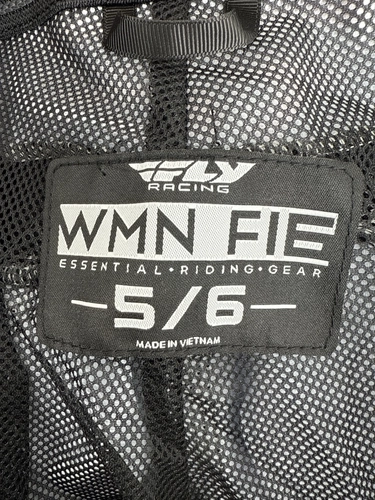 FLY
RACING
WMN FIE
ESSENTIAL • RIDING • GEAR
5/6
MADE IN VIETNAM